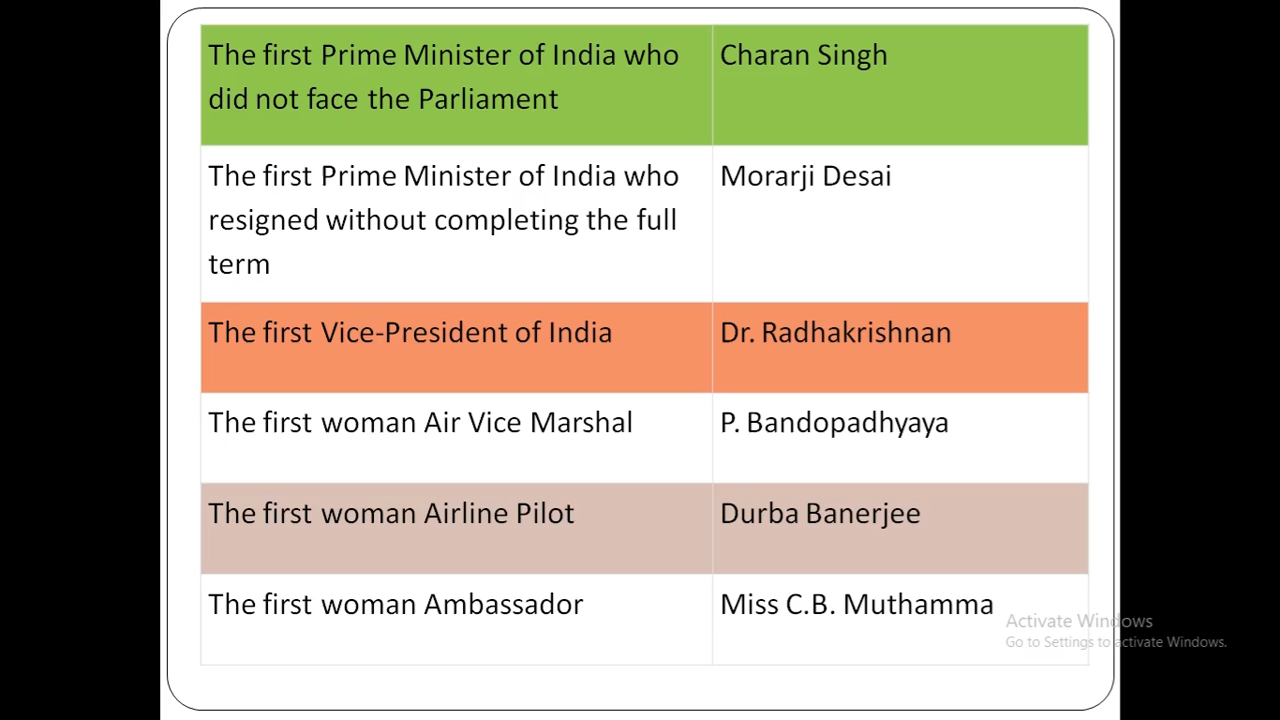 The first Prime Minister of India who
did not face the Parliament
Charan Singh
The first Prime Minister of India who
resigned without completing the full
term
Morarji Desai
The first Vice-President of India
Dr. Radhakrishnan
The first woman Air Vice Marshal
P. Bandopadhyaya
The first woman Airline Pilot
Durba Banerjee
The first woman Ambassador
Miss C.B. Muthamma
Activate Windows
Go to Settings to activate Windows.